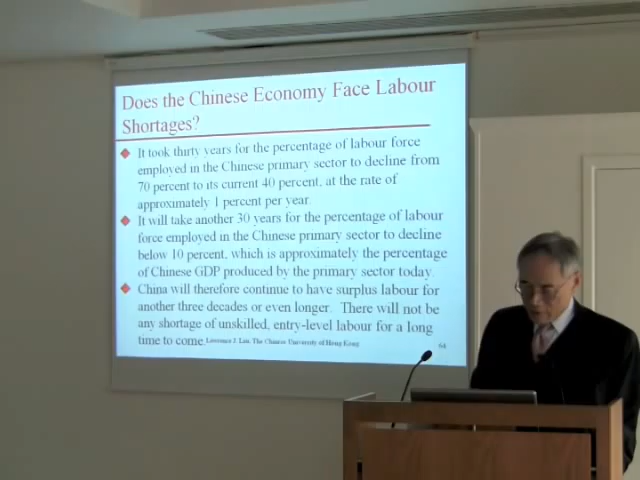 Does the Chinese Economy Face Labour
Shortages?
It took thirty years for the percentage of labour force
employed in the Chinese primary sector to decline from
70 percent to its current 40 percent, at the rate of
approximately 1 percent per year.
It will take another 30 years for the percentage of labour
force employed in the Chinese primary sector to decline
below 10 percent, which is approximately the percentage
of Chinese GDP produced by the primary sector today.
China will therefore continue to have surplus labour for
another three decades or even longer. There will not be
any shortage of unskilled, entry-level labour for a long
time to come.
Lawrence J. Lau, The Chinese University of Hong Kong
64